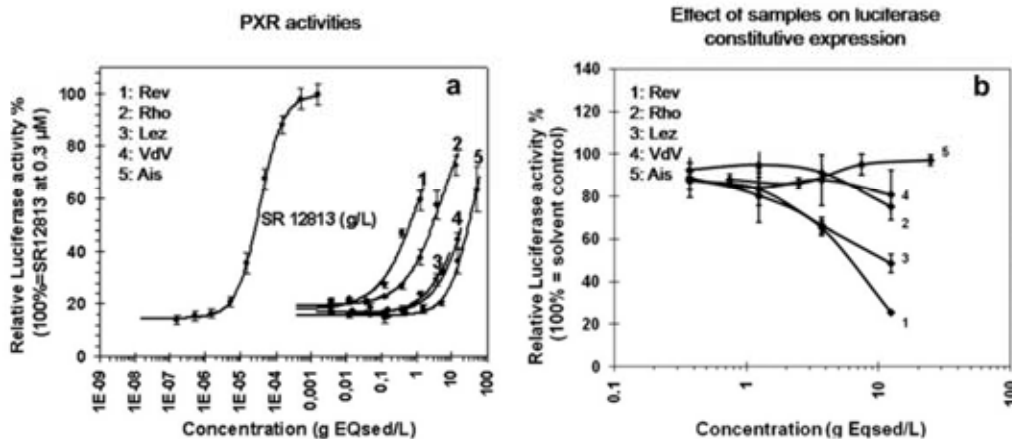 PXR activities
Relative Luciferase activity %
(100%=SR12813 at 0.3 µM)
100
80
60
40
20
0
1: Rev
2: Rho
3: Lez
4: VdV
5: Ais
a
SR 12813 (g/L)
1
2
3
4
5
1E-09
1E-08
1E-07
1E-06
1E-05
1E-04
0,001
0,01
0,1
1
10
100
Concentration (g EQsed/L)
Effect of samples on luciferase
constitutive expression
Relative Luciferase activity %
(100% = solvent control)
140
120
100
80
60
40
20
0
1: Rev
2: Rho
3: Lez
4: VdV
5: Ais
b
5
4
2
3
1
0.1
1
10
100
Concentration (g Eqsed/L)